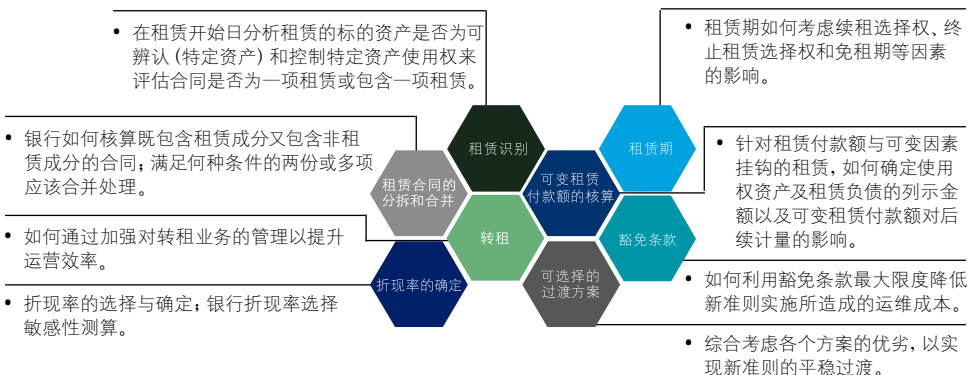 • 在租赁开始日分析租赁的标的资产是否为可
辨认(特定资产)和控制特定资产使用权来
评估合同是否为一项租赁或包含一项租赁。
• 租赁期如何考虑续租选择权、终
止租赁选择权和免租期等因素
的影响。
• 银行如何核算既包含租赁成分又包含非租
赁成分的合同;满足何种条件的两份或多项
应该合并处理。
• 针对租赁付款额与可变因素
挂钩的租赁,如何确定使用
权资产及租赁负债的列示金
额以及可变租赁付款额对后
续计量的影响。
• 如何通过加强对转租业务的管理以提升
运营效率。
• 折现率的选择与确定;银行折现率选择
敏感性测算。
• 如何利用豁免条款最大限度降低
新准则实施所造成的运维成本。
• 综合考虑各个方案的优劣,以实
现新准则的平稳过渡。
租赁识别
租赁期
租赁合同的
分拆和合并
可变租赁
付款额的核算
转租
豁免条款
折现率的确定
可选择的
过渡方案